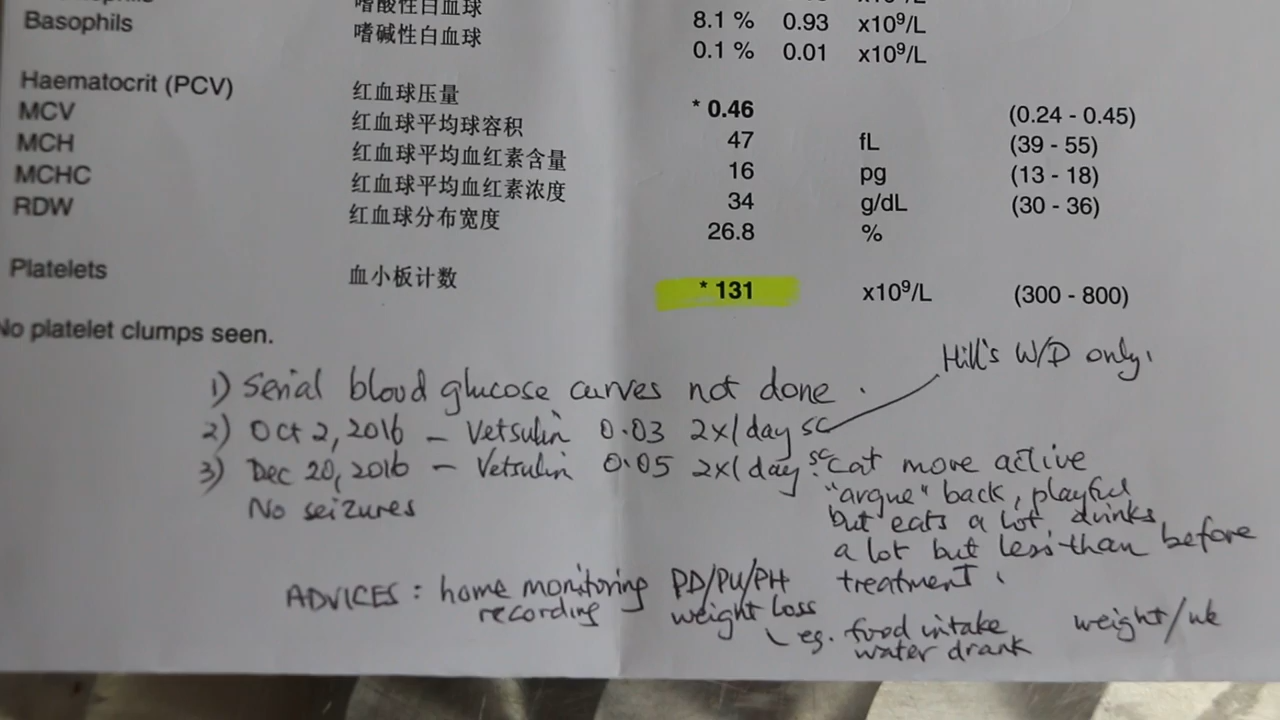 嗜酸性白血球 8.1 % 0.93 x10⁹/L
Basophils 嗜碱性白血球 0.1 % 0.01 x10⁹/L
Haematocrit (PCV) 红血球压量 * 0.46 (0.24 - 0.45)
MCV 红血球平均球容积 47 fL (39 - 55)
MCH 红血球平均血红素含量 16 pg (13 - 18)
MCHC 红血球平均血红素浓度 34 g/dL (30 - 36)
RDW 红血球分布宽度 26.8 %
Platelets 血小板计数 * 131 x10⁹/L (300 - 800)
No platelet clumps seen.
Hill's W/D only.
1) Serial blood glucose curves not done.
2) Oct 2, 2016 - Vetsulin 0.03 2x/day SC
3) Dec 20, 2016 - Vetsulin 0.05 2x/day SC. Cat more active
"argue" back, playful
No seizures
but eats a lot, drinks
a lot but less than before
treatment.
ADVICES: home monitoring PD/PU/PH
recording weight loss
eg. food intake weight/wk
water drank